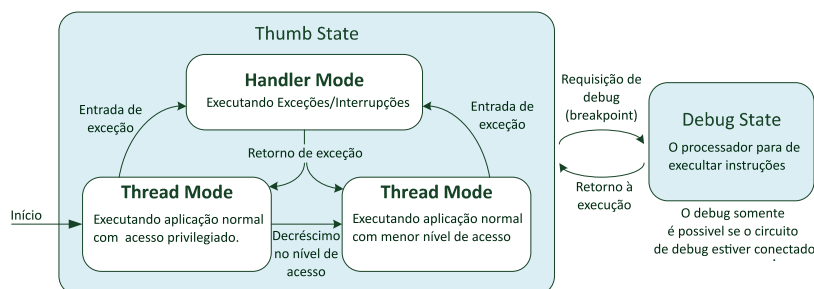 Thumb State
Handler Mode
Executando Exceções/Interrupções
Entrada de
exceção
Entrada de
exceção
Retorno de exceção
Início
Thread Mode
Executando aplicação normal
com acesso privilegiado.
Decréscimo
no nível de
acesso
Thread Mode
Executando aplicação normal
com menor nível de acesso
Requisição de
debug
(breakpoint)
Retorno à
execução
Debug State
O processador para de
execultar instruções
O debug somente
é possivel se o circuito
de debug estiver conectado